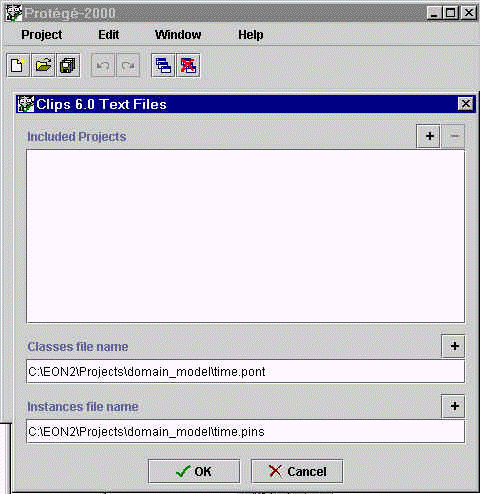 Protégé-2000
Project Edit Window Help
Clips 6.0 Text Files
Included Projects
Classes file name
C:\EON2\Projects\domain_model\time.pont
Instances file name
C:\EON2\Projects\domain_model\time.pins
OK Cancel